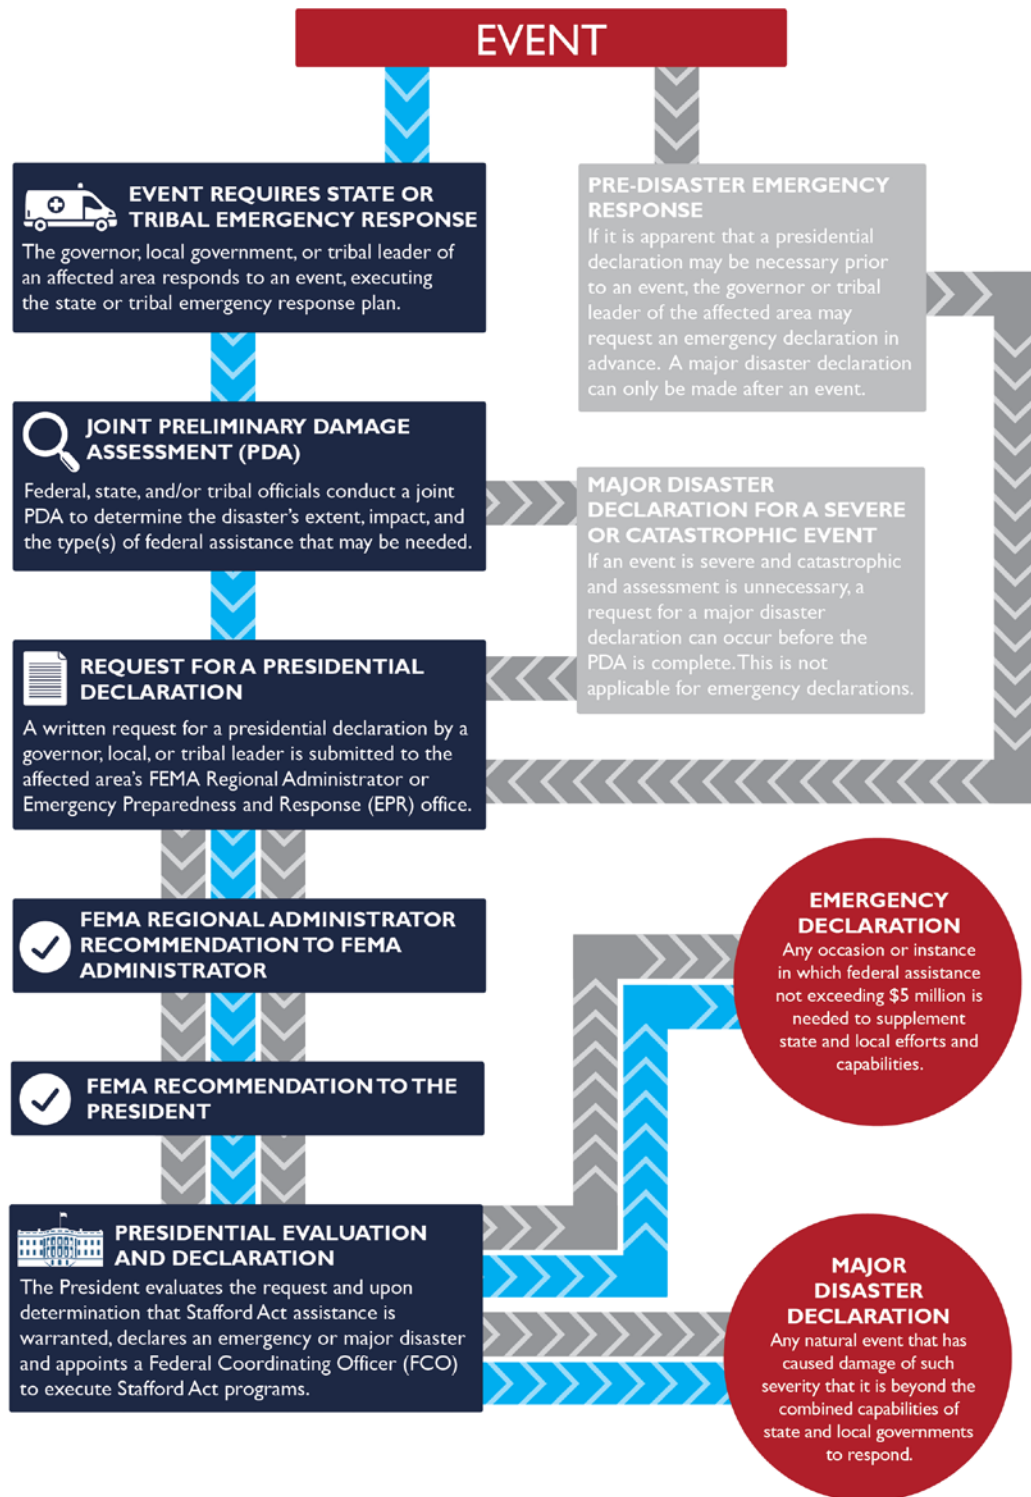 EVENT
EVENT REQUIRES STATE OR
TRIBAL EMERGENCY RESPONSE
The governor, local government, or tribal leader of
an affected area responds to an event, executing
the state or tribal emergency response plan.
PRE-DISASTER EMERGENCY
RESPONSE
If it is apparent that a presidential
declaration may be necessary prior
to an event, the governor or tribal
leader of the affected area may
request an emergency declaration in
advance. A major disaster declaration
can only be made after an event.
JOINT PRELIMINARY DAMAGE
ASSESSMENT (PDA)
Federal, state, and/or tribal officials conduct a joint
PDA to determine the disaster's extent, impact, and
the type(s) of federal assistance that may be needed.
MAJOR DISASTER
DECLARATION FOR A SEVERE
OR CATASTROPHIC EVENT
If an event is severe and catastrophic
and assessment is unnecessary, a
request for a major disaster
declaration can occur before the
PDA is complete. This is not
applicable for emergency declarations.
REQUEST FOR A PRESIDENTIAL
DECLARATION
A written request for a presidential declaration by a
governor, local, or tribal leader is submitted to the
affected area's FEMA Regional Administrator or
Emergency Preparedness and Response (EPR) office.
FEMA REGIONAL ADMINISTRATOR
RECOMMENDATION TO FEMA
ADMINISTRATOR
FEMA RECOMMENDATION TO THE
PRESIDENT
EMERGENCY
DECLARATION
Any occasion or instance
in which federal assistance
not exceeding $5 million is
needed to supplement
state and local efforts and
capabilities.
PRESIDENTIAL EVALUATION
AND DECLARATION
The President evaluates the request and upon
determination that Stafford Act assistance is
warranted, declares an emergency or major disaster
and appoints a Federal Coordinating Officer (FCO)
to execute Stafford Act programs.
MAJOR
DISASTER
DECLARATION
Any natural event that has
caused damage of such
severity that it is beyond the
combined capabilities of
state and local governments
to respond.